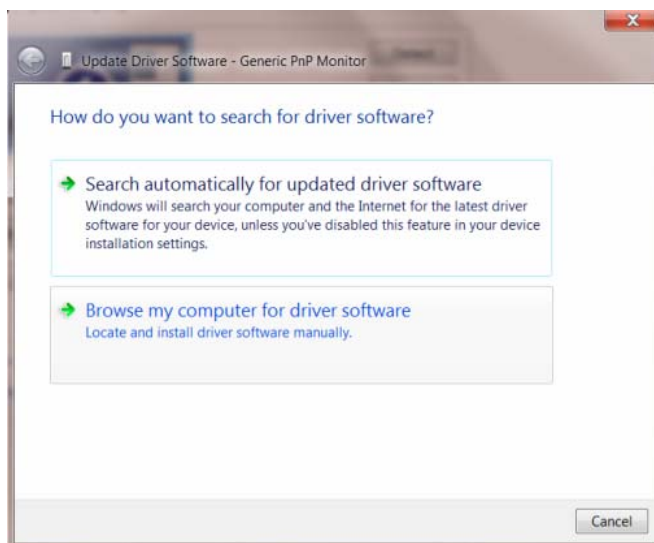 Update Driver Software - Generic PnP Monitor
How do you want to search for driver software?
Search automatically for updated driver software
Windows will search your computer and the Internet for the latest driver
software for your device, unless you've disabled this feature in your device
installation settings.
Browse my computer for driver software
Locate and install driver software manually.
Cancel